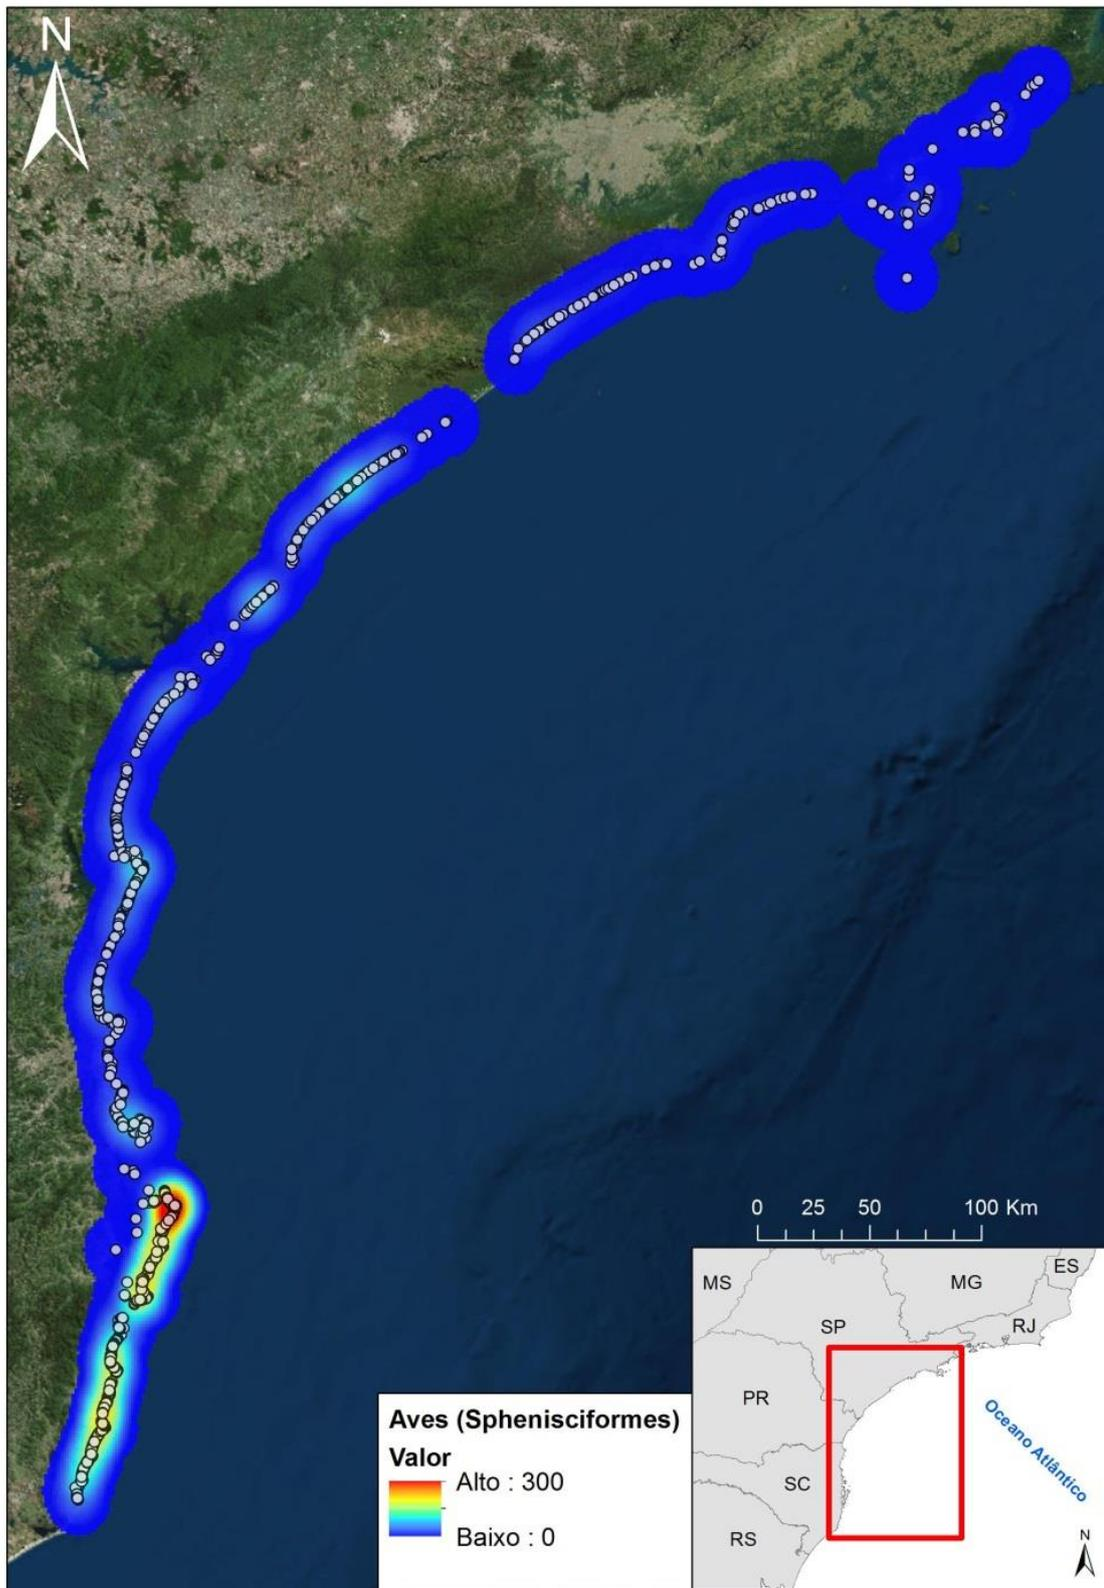 N
0 25 50 100 Km
MS
MG
ES
SP
RJ
PR
SC
RS
Oceano Atlântico
N
Aves (Sphenisciformes)
Valor
Alto : 300
Baixo : 0